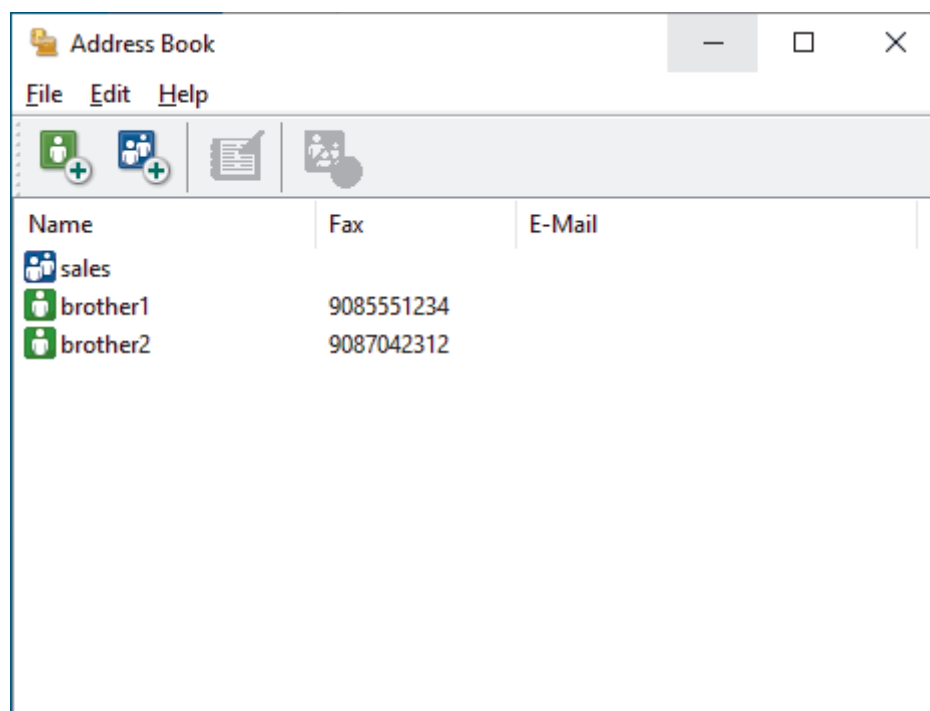 Address Book
File Edit Help
Name Fax E-Mail
sales
brother1 9085551234
brother2 9087042312